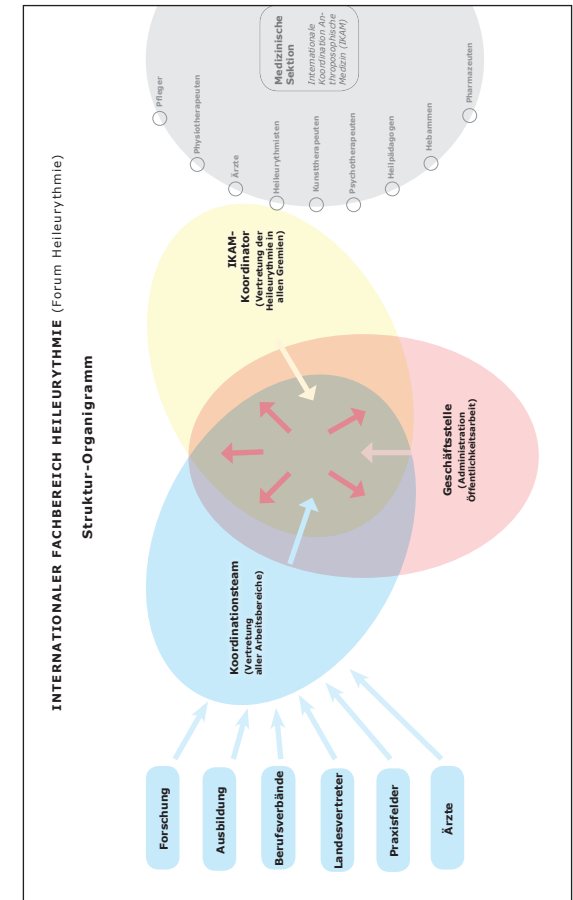 INTERNATIONALER FACHBEREICH HEILEURYTHMIE (Forum Heileurythmie)
Struktur-Organigramm
Forschung
Ausbildung
Berufsverbände
Landesvertreter
Praxisfelder
Ärzte
Koordinationsteam
(Vertretung
aller Arbeitsbereiche)
IKAM-
Koordinator
(Vertretung der
Heileurythmie in
allen Gremien)
Geschäftsstelle
(Administration
Öffentlichkeitsarbeit)
Pfleger
Physiotherapeuten
Ärzte
Heileurythmisten
Kunsttherapeuten
Psychotherapeuten
Heilpädagogen
Hebammen
Pharmazeuten
Medizinische
Sektion
Internationale
Koordination An-
throposophische
Medizin (IKAM)